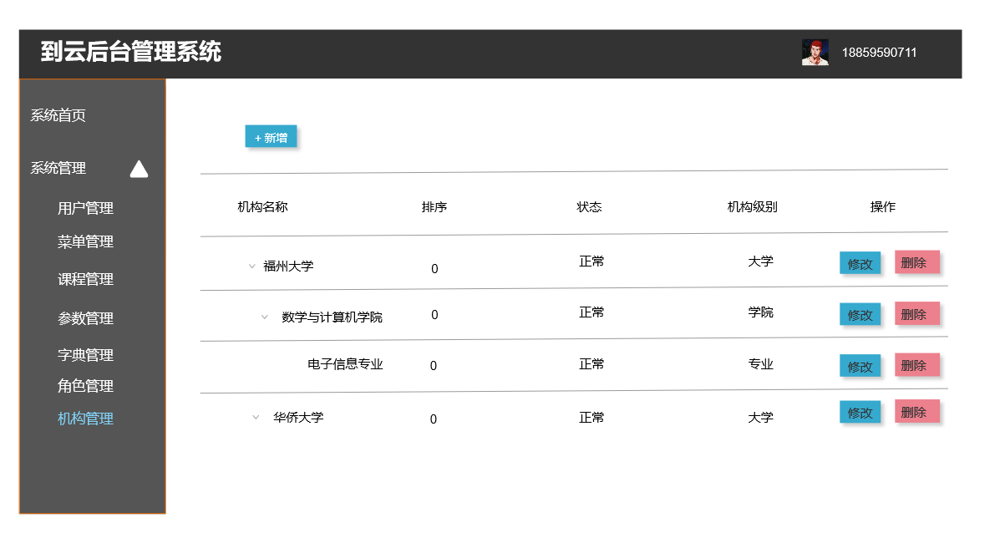 到云后台管理系统
18859590711
系统首页
系统管理
用户管理
菜单管理
课程管理
参数管理
字典管理
角色管理
机构管理
+ 新增
机构名称 排序 状态 机构级别 操作
福州大学 0 正常 大学 修改 删除
数学与计算机学院 0 正常 学院 修改 删除
电子信息专业 0 正常 专业 修改 删除
华侨大学 0 正常 大学 修改 删除